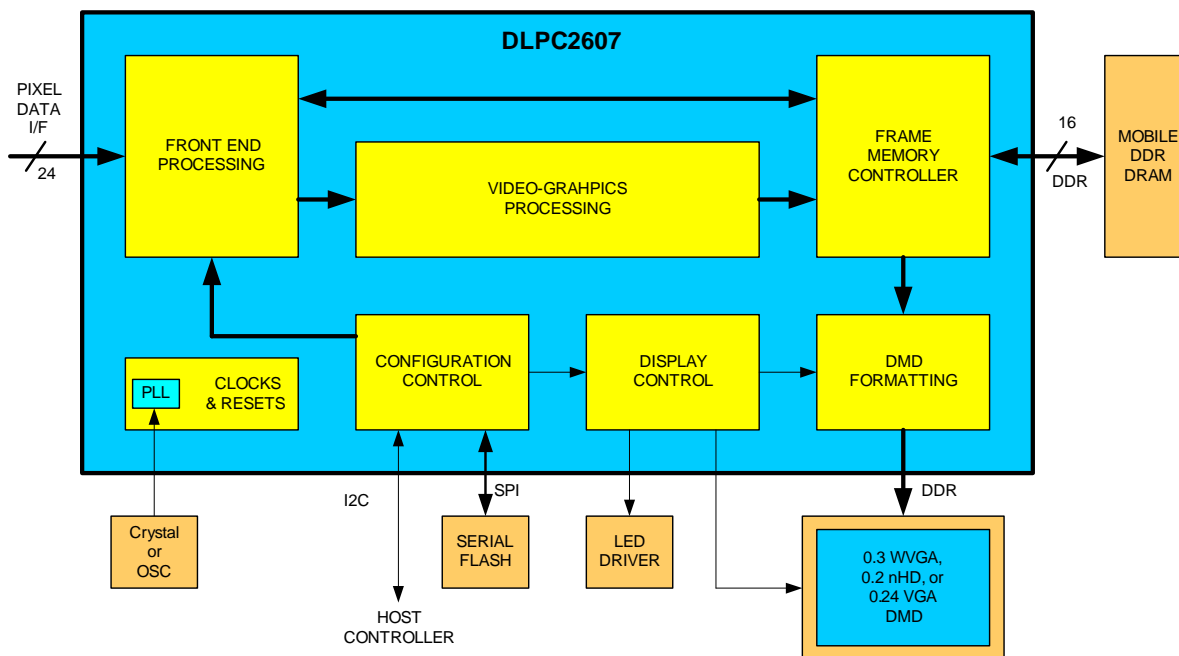 DLPC2607
PIXEL
DATA
I/F
24
FRONT END
PROCESSING
VIDEO-GRAHPICS
PROCESSING
FRAME
MEMORY
CONTROLLER
16
DDR
MOBILE
DDR
DRAM
PLL
CLOCKS
& RESETS
CONFIGURATION
CONTROL
DISPLAY
CONTROL
DMD
FORMATTING
I2C
SPI
DDR
Crystal
or
OSC
HOST
CONTROLLER
SERIAL
FLASH
LED
DRIVER
0.3 WVGA,
0.2 nHD, or
0.24 VGA
DMD